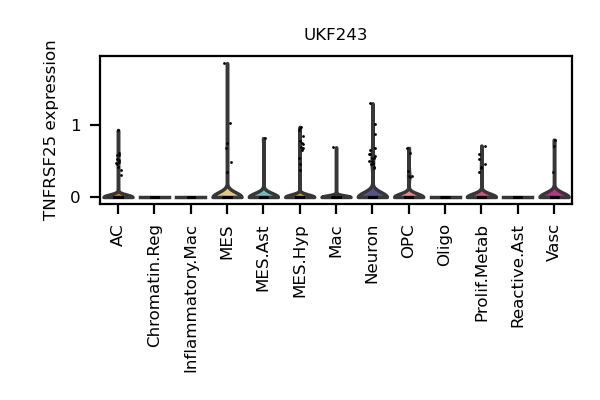 UKF243
TNFRSF25 expression
1
0
AC
Chromatin.Reg
Inflammatory.Mac
MES
MES.Ast
MES.Hyp
Mac
Neuron
OPC
Oligo
Prolif.Metab
Reactive.Ast
Vasc